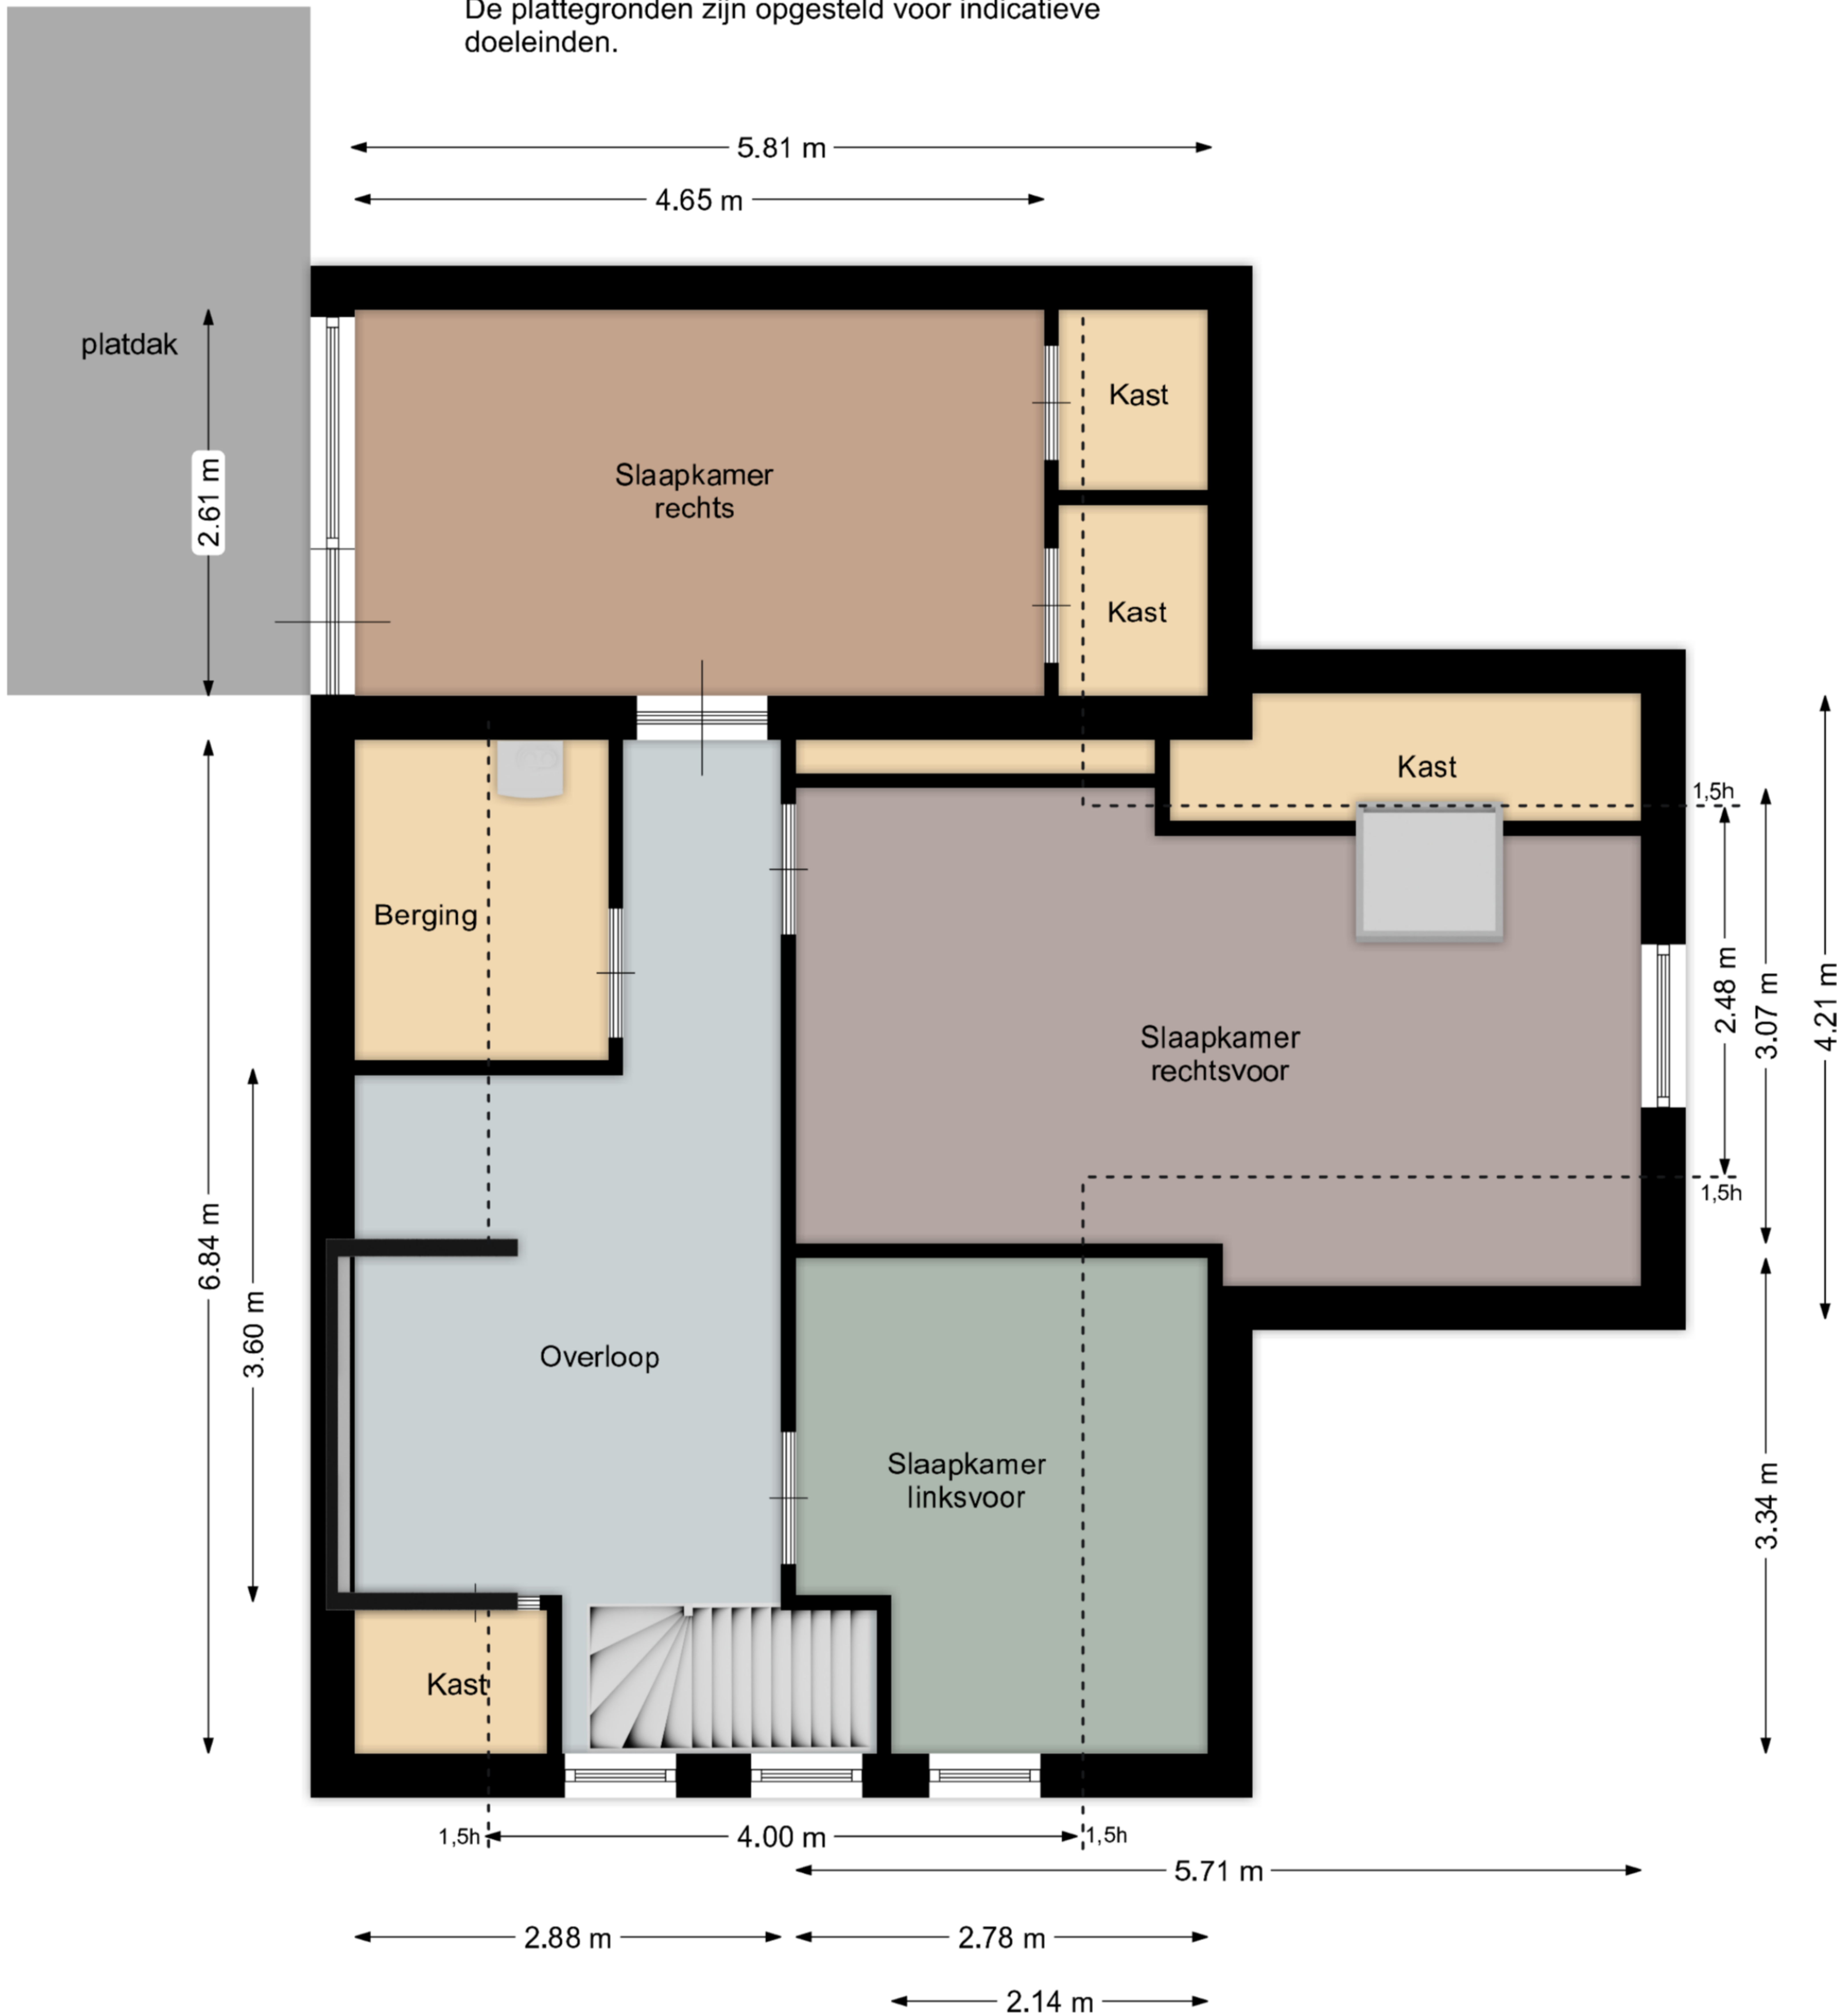 De plattegronden zijn opgesteld voor indicatieve
doeleinden.
5.81 m
4.65 m
platdak
2.61 m
Slaapkamer
rechts
Kast
Kast
Kast
1,5h
Berging
2.48 m
3.07 m
4.21 m
Slaapkamer
rechtsvoor
1,5h
6.84 m
3.60 m
Overloop
Slaapkamer
linksvoor
3.34 m
Kast
1,5h
4.00 m
1,5h
5.71 m
2.88 m
2.78 m
2.14 m